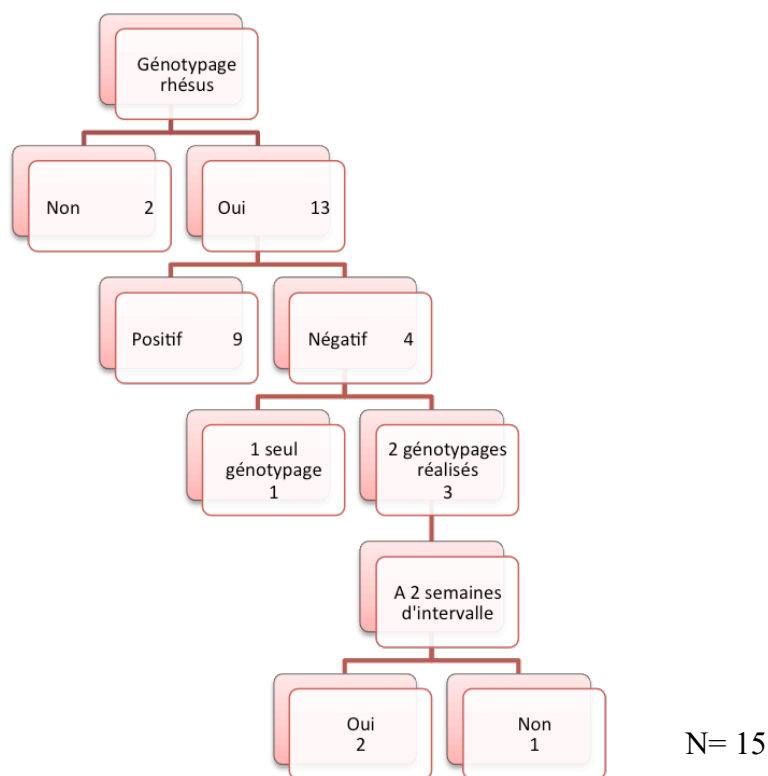 Génotypage
rhésus
Non 2
Oui 13
Positif 9
Négatif 4
1 seul
génotypage
1
2 génotypages
réalisés
3
A 2 semaines
d'intervalle
Oui
2
Non
1
N= 15